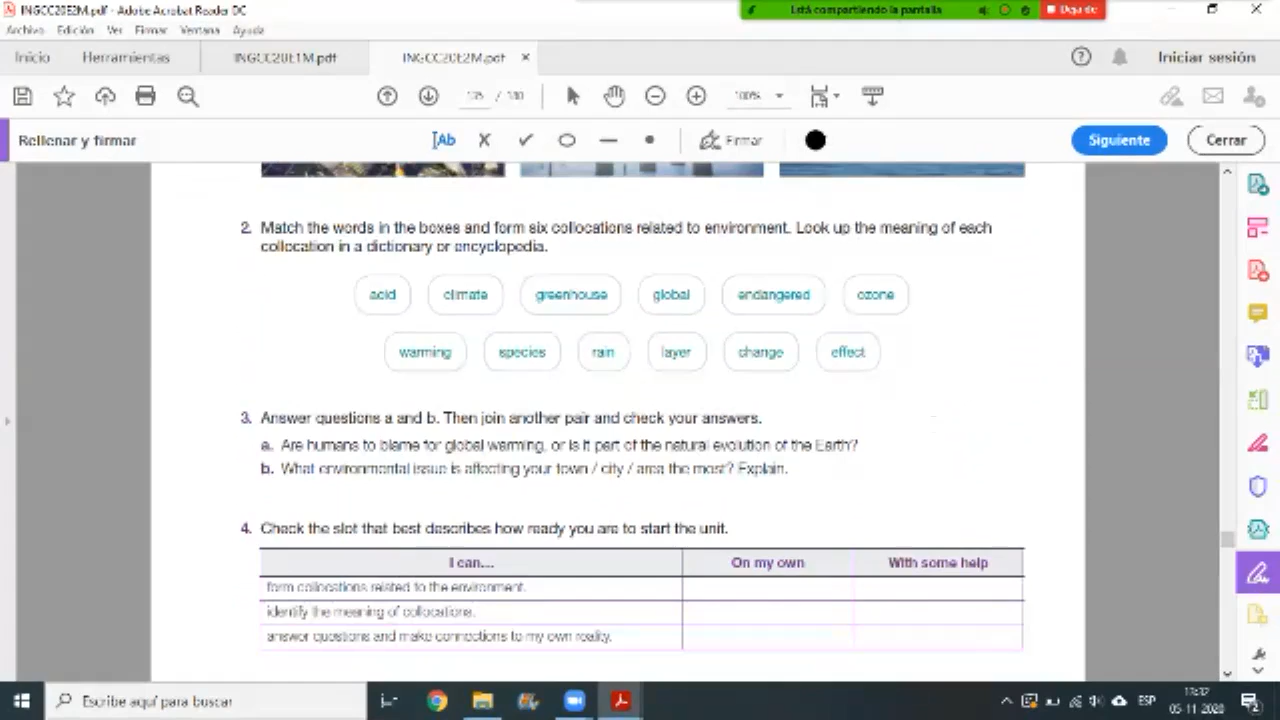 INGCC20E2M.pdf - Adobe Acrobat Reader DC
Está compartiendo la pantalla
Deja de
Archivo Edición Ver Firmar Ventana Ayuda
Inicio Herramientas INGCC20E1M.pdf INGCC20E2M.pdf Iniciar sesión
100%
Rellenar y firmar Ab Firmar Siguiente Cerrar
2. Match the words in the boxes and form six collocations related to environment. Look up the meaning of each
collocation in a dictionary or encyclopedia.
acid climate greenhouse global endangered ozone
warming species rain layer change effect
3. Answer questions a and b. Then join another pair and check your answers.
a. Are humans to blame for global warming, or is it part of the natural evolution of the Earth?
b. What environmental issue is affecting your town / city / area the most? Explain.
4. Check the slot that best describes how ready you are to start the unit.
I can... On my own With some help
form collocations related to the environment.
identify the meaning of collocations.
answer questions and make connections to my own reality.
Escribe aquí para buscar
ESP
05-11-2020